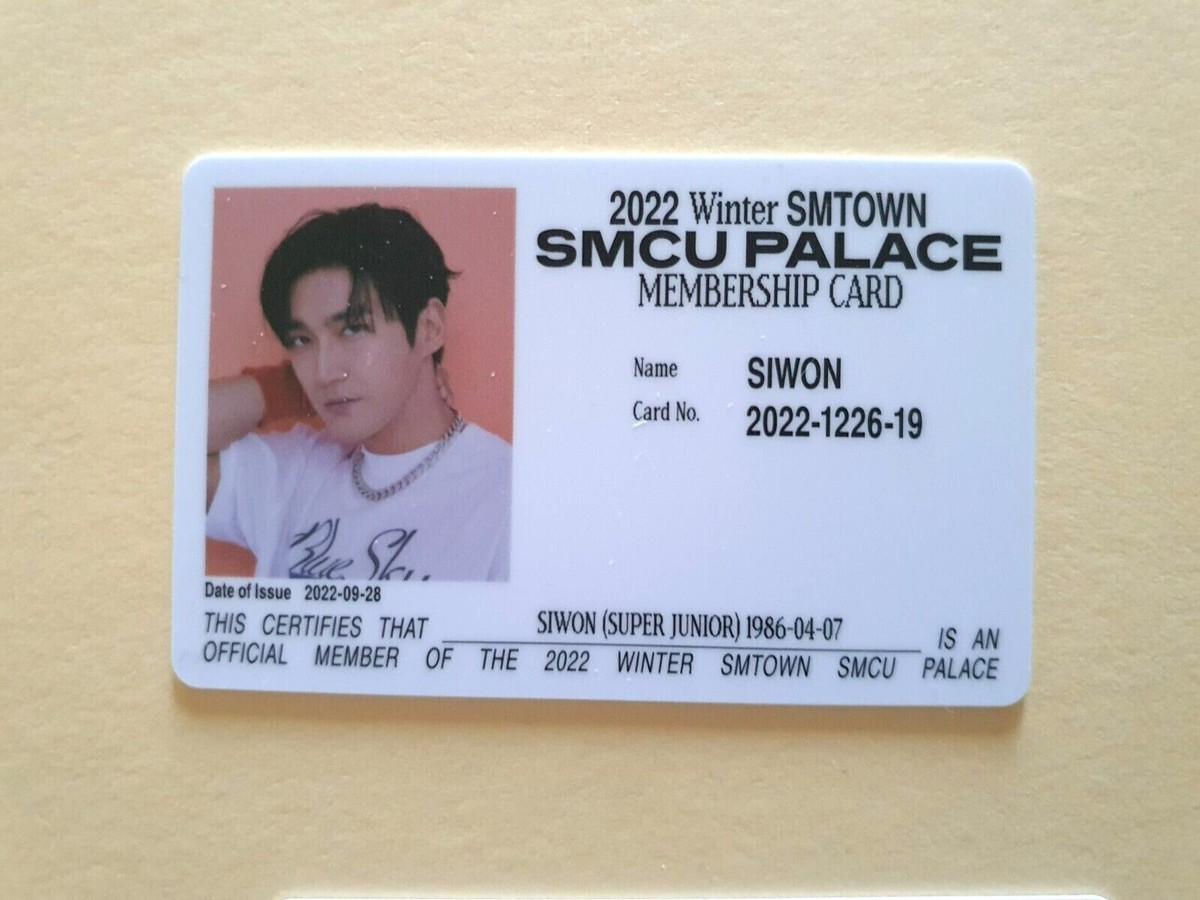 2022 Winter SMTOWN
SMCU PALACE
MEMBERSHIP CARD
Name SIWON
Card No. 2022-1226-19
Blue Sky
Date of Issue 2022-09-28
THIS CERTIFIES THAT SIWON (SUPER JUNIOR) 1986-04-07 IS AN
OFFICIAL MEMBER OF THE 2022 WINTER SMTOWN SMCU PALACE